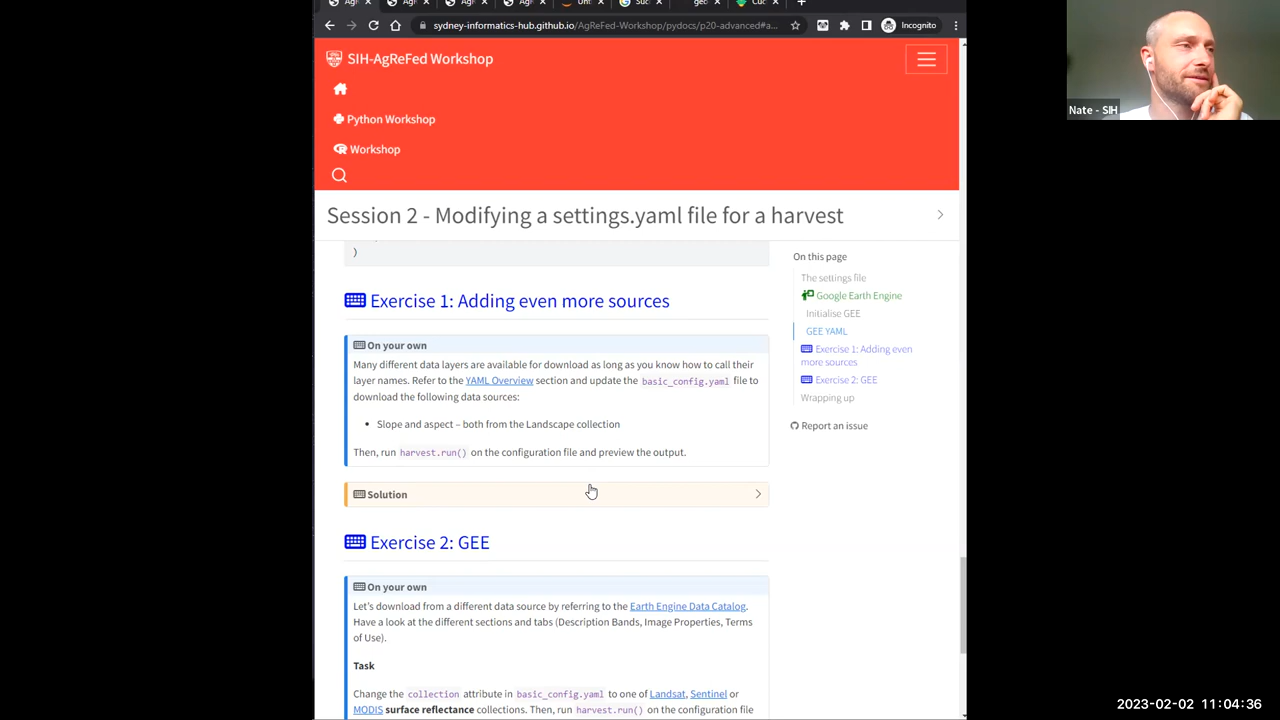 sydney-informatics-hub.github.io/AgReFed-Workshop/pydocs/p20-advanced#a...
Incognito
SIH-AgReFed Workshop
Python Workshop
Workshop
Session 2 - Modifying a settings.yaml file for a harvest
)
Exercise 1: Adding even more sources
On your own
Many different data layers are available for download as long as you know how to call their
layer names. Refer to the YAML Overview section and update the basic_config.yaml file to
download the following data sources:
• Slope and aspect – both from the Landscape collection
Then, run harvest.run() on the configuration file and preview the output.
Solution
Exercise 2: GEE
On your own
Let's download from a different data source by referring to the Earth Engine Data Catalog.
Have a look at the different sections and tabs (Description Bands, Image Properties, Terms
of Use).
Task
Change the collection attribute in basic_config.yaml to one of Landsat, Sentinel or
MODIS surface reflectance collections. Then, run harvest.run() on the configuration file
On this page
The settings file
Google Earth Engine
Initialise GEE
GEE YAML
Exercise 1: Adding even
more sources
Exercise 2: GEE
Wrapping up
Report an issue
Nate - SIH
2023-02-02 11:04:36